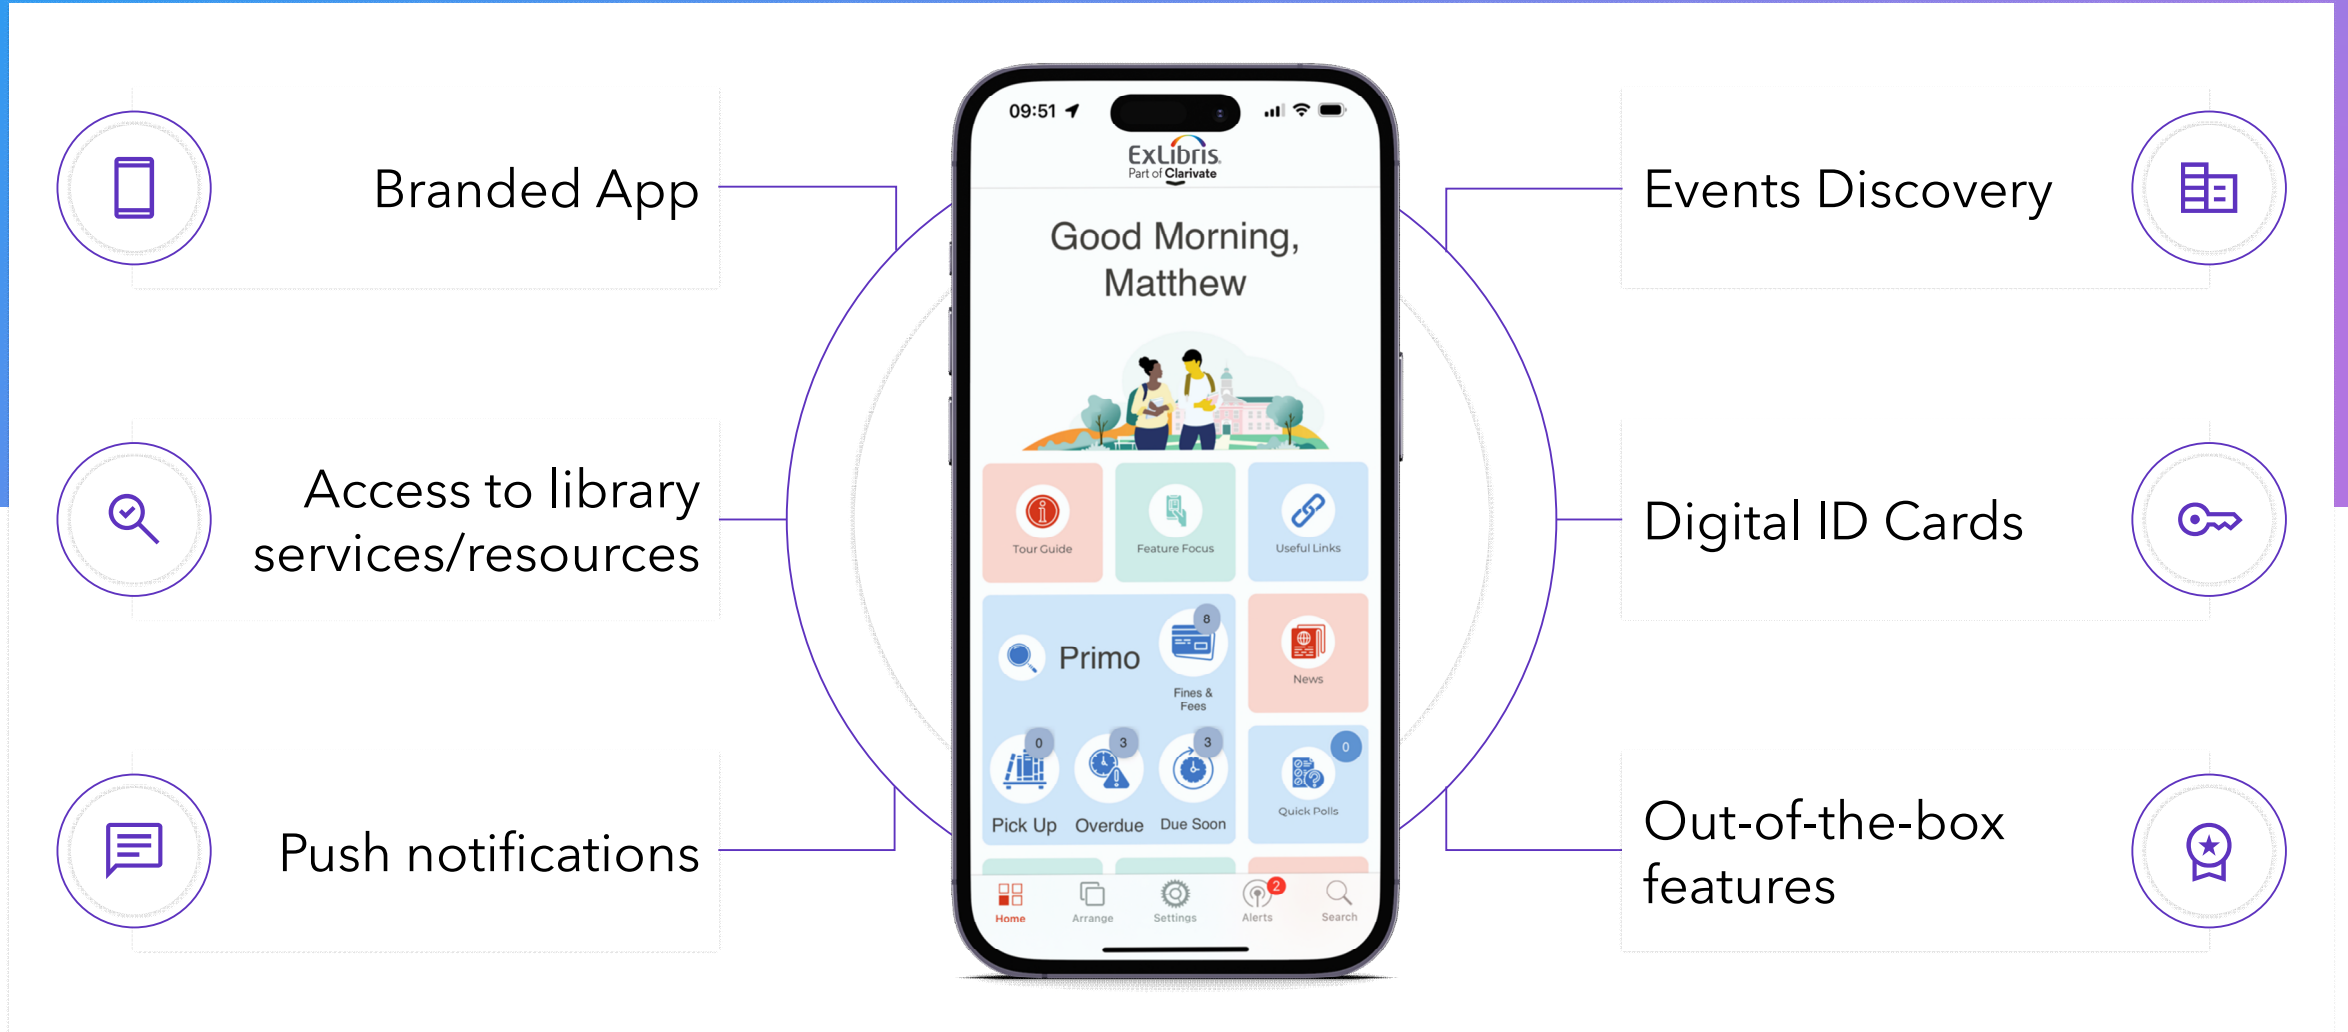 Branded App
Access to library
services/resources
Push notifications
09:51
ExLibris.
Part of Clarivate
Good Morning,
Matthew
Tour Guide
Feature Focus
Useful Links
Primo
8
Fines &
Fees
News
0
Pick Up
3
Overdue
3
Due Soon
0
Quick Polls
Home
Arrange
Settings
2
Alerts
Search
Events Discovery
Digital ID Cards
Out-of-the-box
features